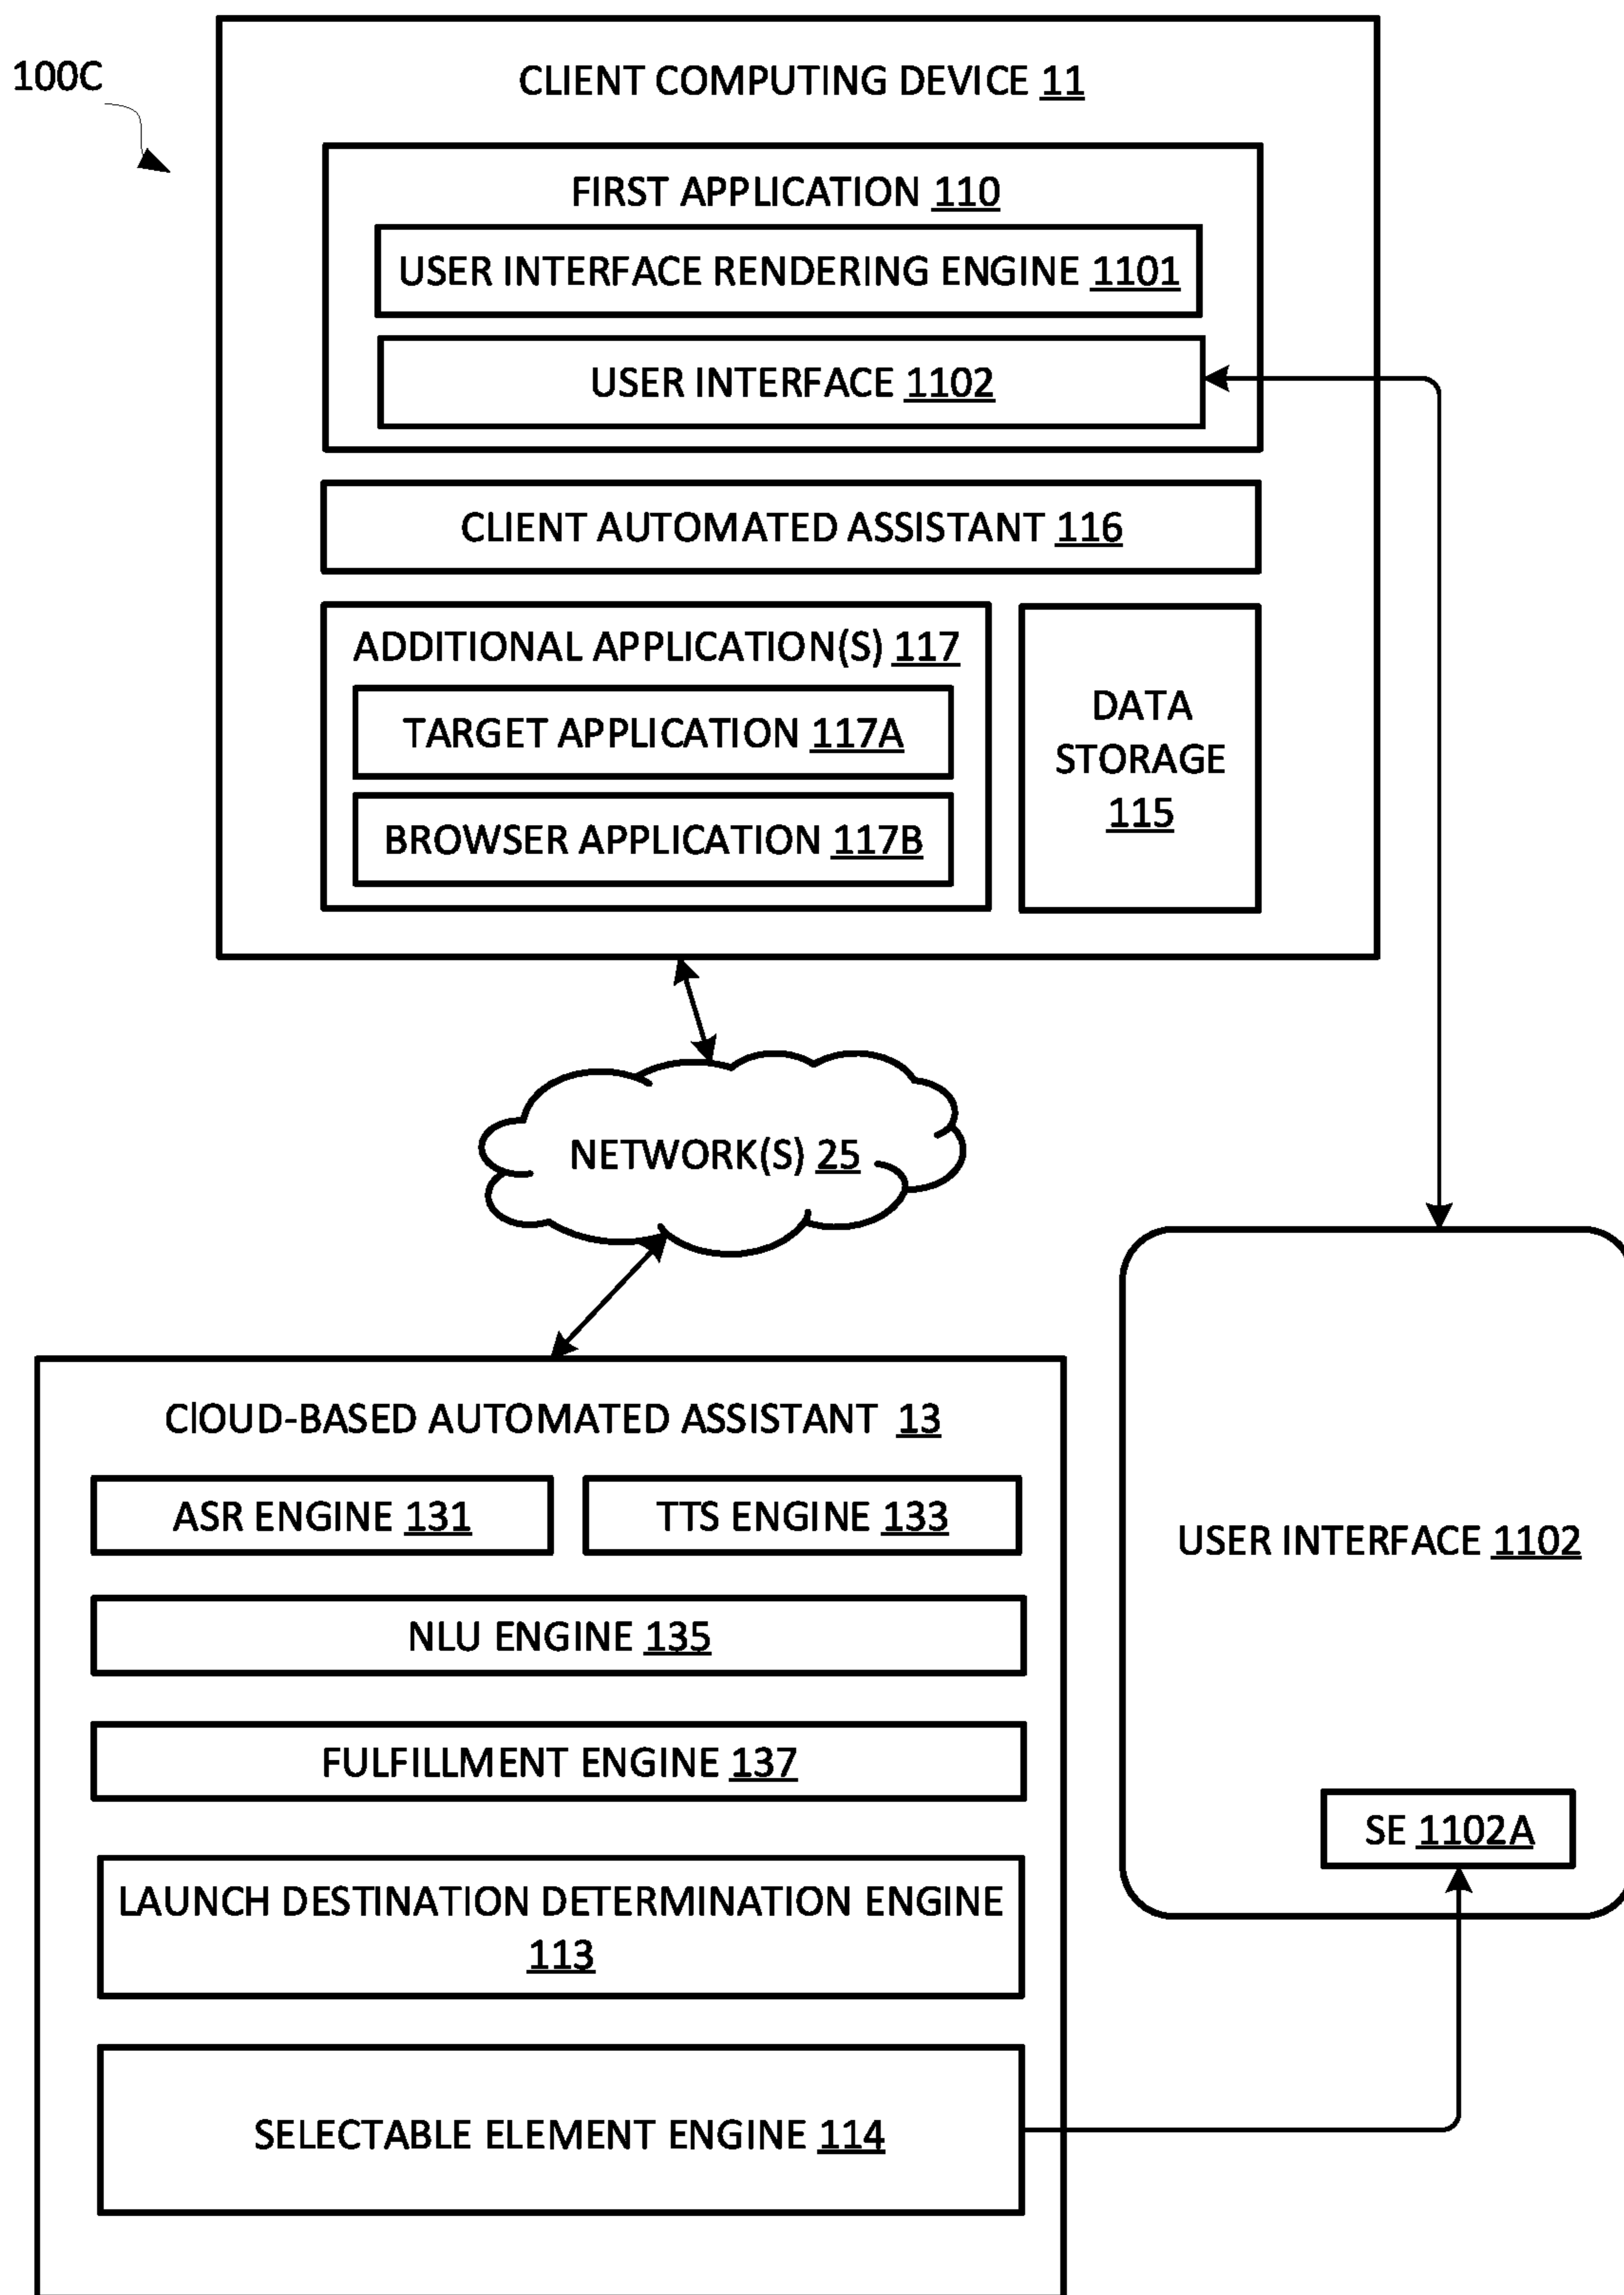 100C
CLIENT COMPUTING DEVICE 11
FIRST APPLICATION 110
USER INTERFACE RENDERING ENGINE 1101
USER INTERFACE 1102
CLIENT AUTOMATED ASSISTANT 116
ADDITIONAL APPLICATION(S) 117
TARGET APPLICATION 117A
BROWSER APPLICATION 117B
DATA
STORAGE
115
NETWORK(S) 25
ClOUD-BASED AUTOMATED ASSISTANT 13
ASR ENGINE 131
TTS ENGINE 133
NLU ENGINE 135
FULFILLMENT ENGINE 137
LAUNCH DESTINATION DETERMINATION ENGINE
113
SELECTABLE ELEMENT ENGINE 114
USER INTERFACE 1102
SE 1102A